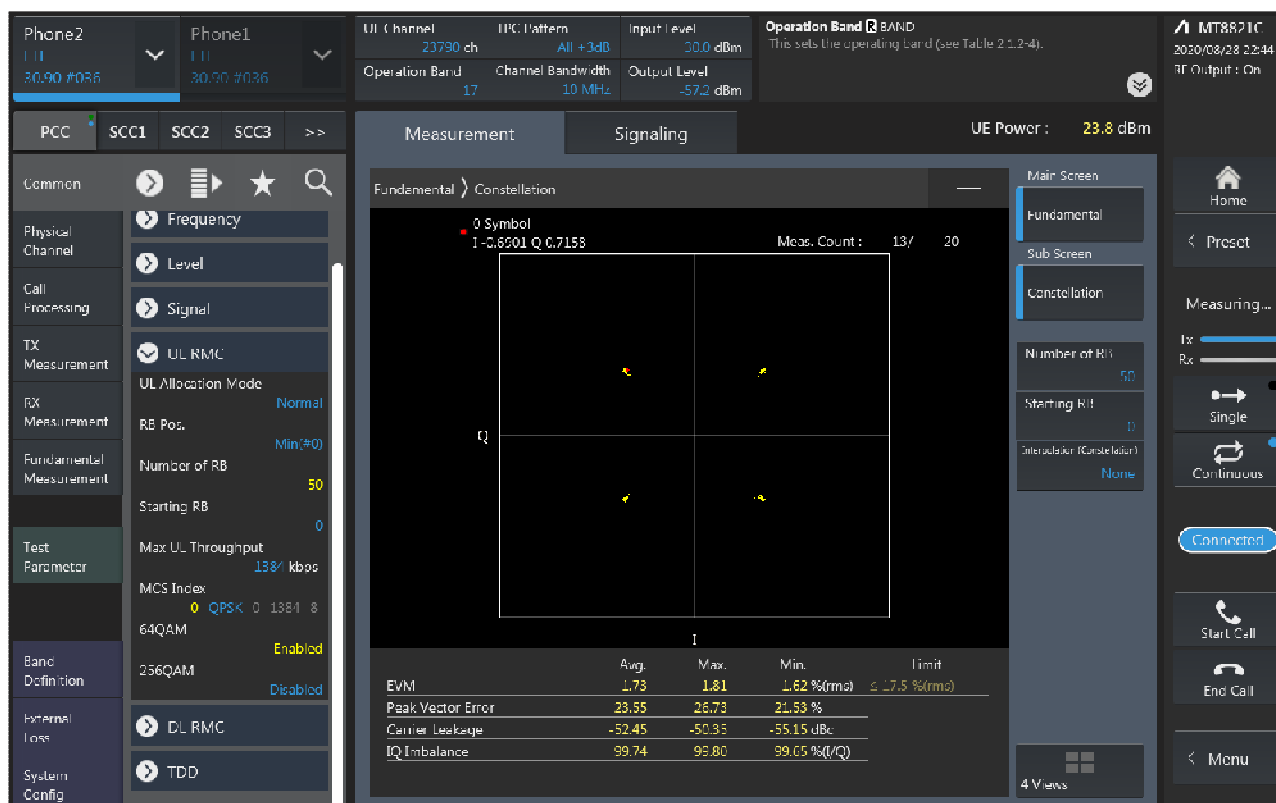 Phone2
LTE
30.90 #036
Phone1
LTE
30.90 #036
UL Channel
23790 ch
TPC Pattern
All +3dB
Input Level
30.0 dBm
Operation Band
17
Channel Bandwidth
10 MHz
Output Level
-57.2 dBm
Operation Band R BAND
This sets the operating band (see Table 2.1.2-4).
MT8821C
2020/08/28 22:44
RF Output : On
PCC
SCC1
SCC2
SCC3
>>
Measurement
Signaling
UE Power : 23.8 dBm
Common
Physical
Channel
Call
Processing
TX
Measurement
RX
Measurement
Fundamental
Measurement
Test
Parameter
Band
Definition
External
Loss
System
Config
Frequency
Level
Signal
UL RMC
UL Allocation Mode
Normal
RB Pos.
Min(#0)
Number of RB
50
Starting RB
0
Max UL Throughput
1384 kbps
MCS Index
0 QPSK 0 1384 8
64QAM
Enabled
256QAM
Disabled
DL RMC
TDD
Fundamental ⟩ Constellation
0 Symbol
I -0.6901 Q 0.7158
Meas. Count : 13/ 20
Q
I
Avg. Max. Min. Limit
EVM 1.73 1.81 1.62 %(rms) ≤ 17.5 %(rms)
Peak Vector Error 23.55 26.73 21.53 %
Carrier Leakage -52.45 -50.35 -55.15 dBc
IQ Imbalance 99.74 99.80 99.65 %(I/Q)
Main Screen
Fundamental
Sub Screen
Constellation
Number of RB
50
Starting RB
0
Interpolation (Constellation)
None
4 Views
Home
Preset
Measuring...
Tx
Rx
Single
Continuous
Connected
Start Call
End Call
Menu